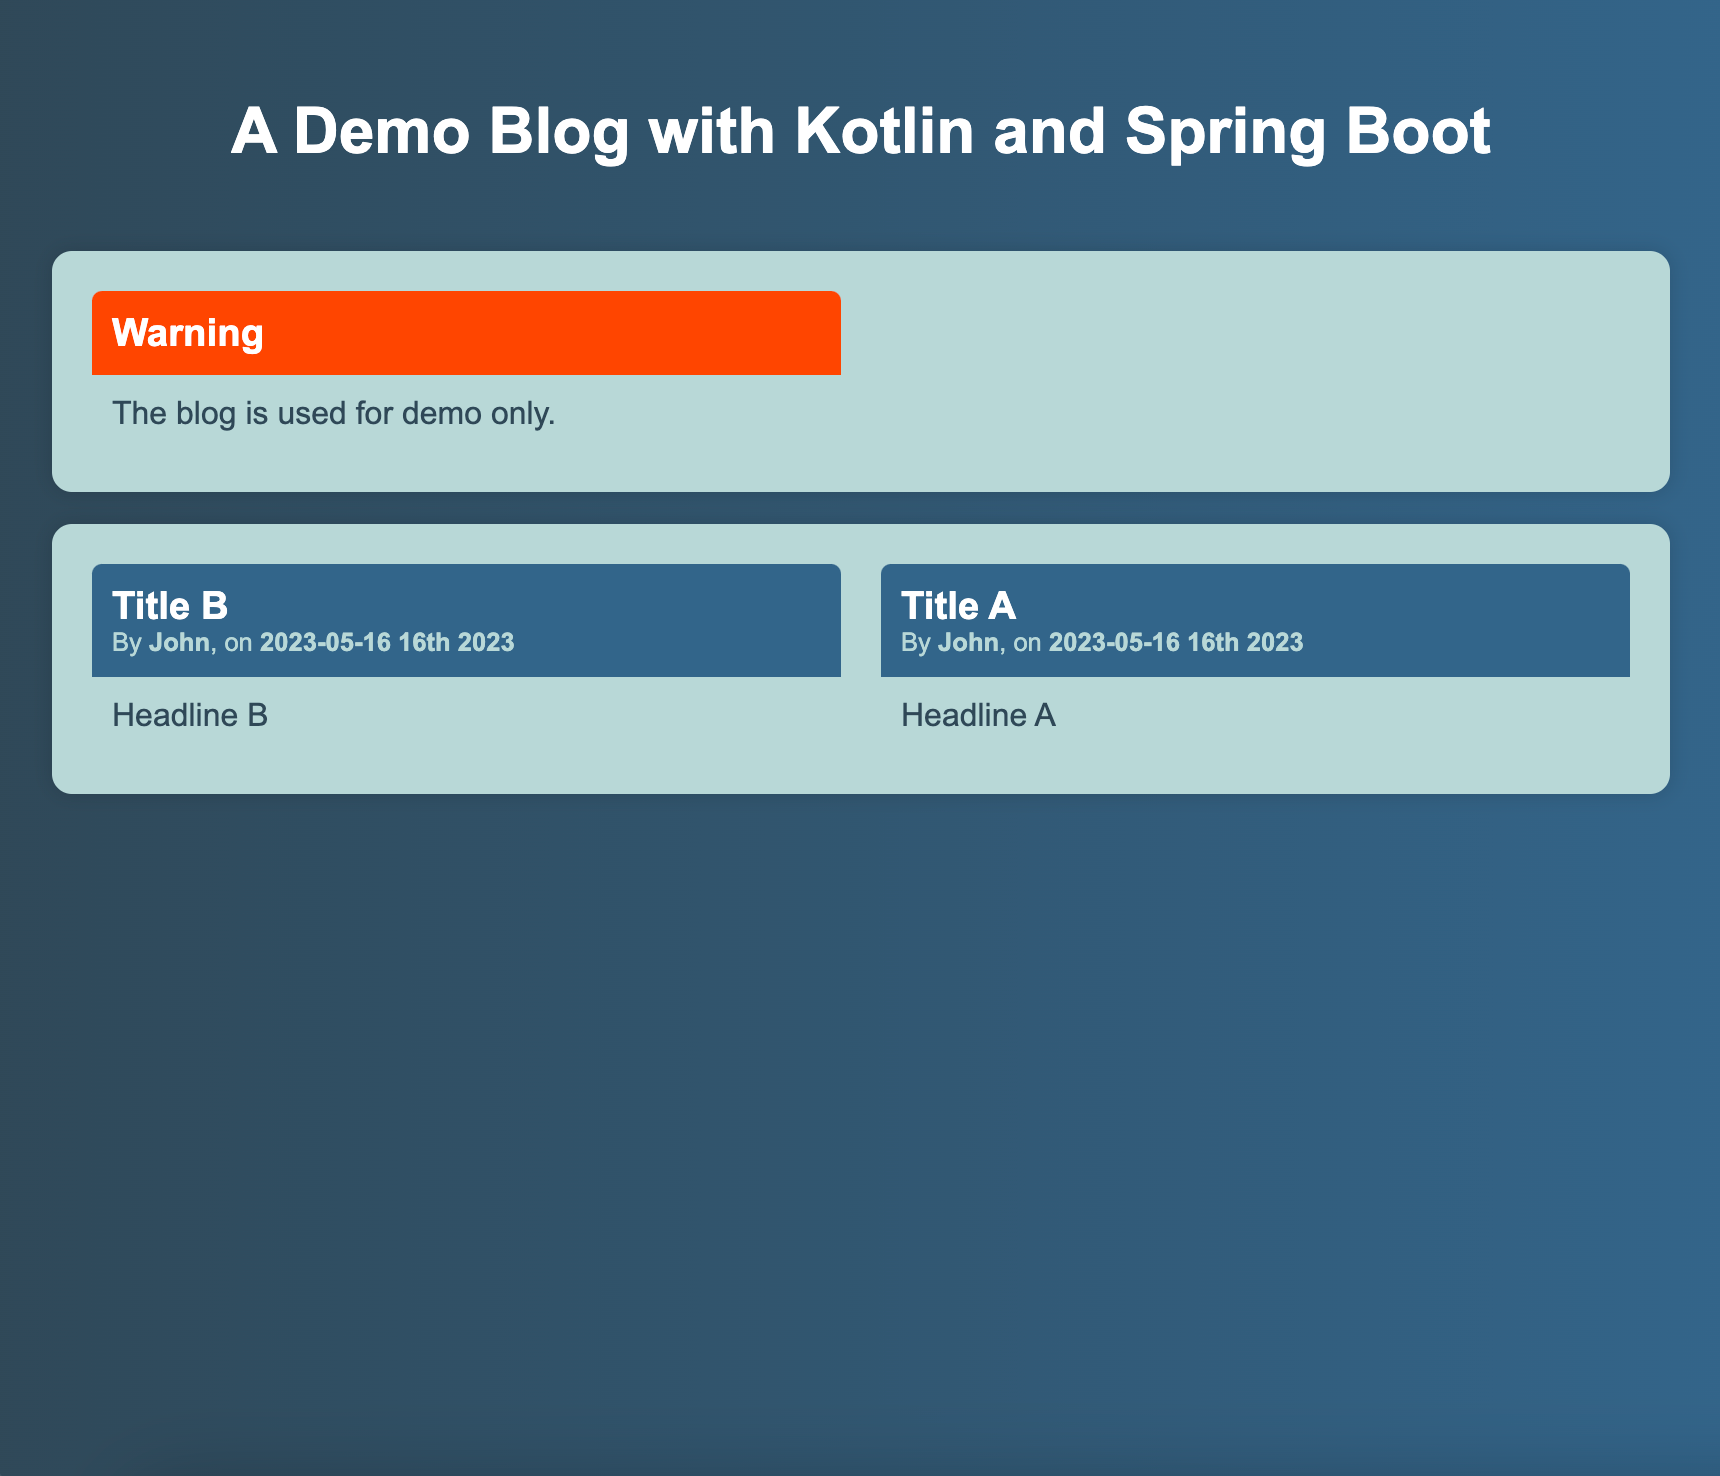 A Demo Blog with Kotlin and Spring Boot
Warning
The blog is used for demo only.
Title B
By John, on 2023-05-16 16th 2023
Headline B
Title A
By John, on 2023-05-16 16th 2023
Headline A